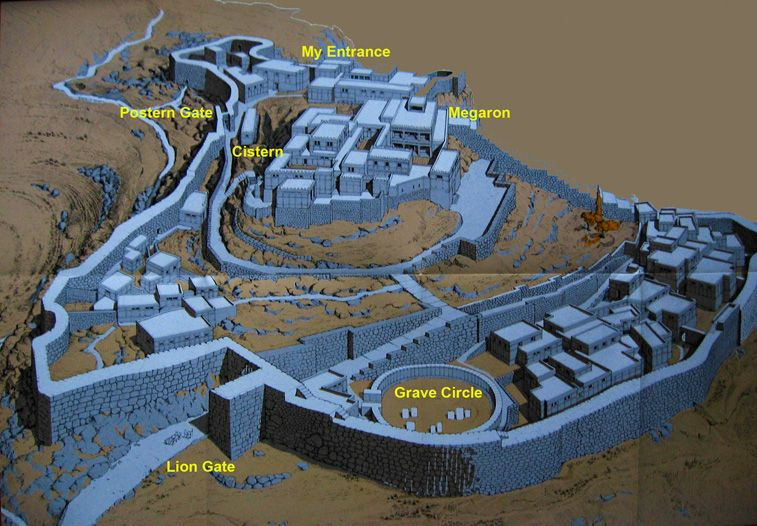 My Entrance
Postern Gate
Megaron
Cistern
Grave Circle
Lion Gate